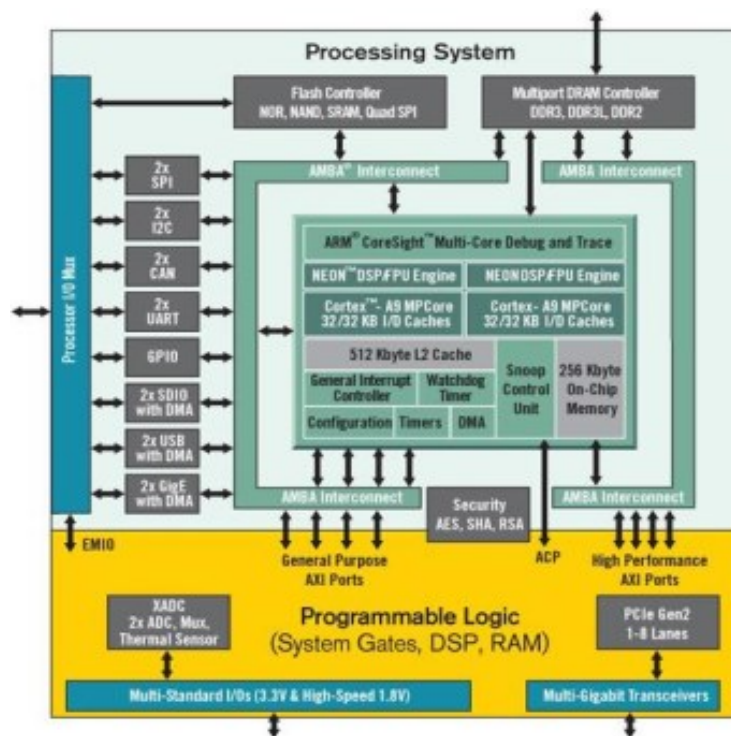 Processing System
Flash Controller
NOR, NAND, SRAM, Quad SPI
Multiport DRAM Controller
DDR3, DDR3L, DDR2
AMBA® Interconnect
AMBA Interconnect
Processor I/O Mux
2x
SPI
2x
I2C
2x
CAN
2x
UART
GPIO
2x SDIO
with DMA
2x USB
with DMA
2x GigE
with DMA
ARM® CoreSight™ Multi-Core Debug and Trace
NEON™ DSP/FPU Engine
NEON DSP/FPU Engine
Cortex™- A9 MPCore
32/32 KB I/D Caches
Cortex- A9 MPCore
32/32 KB I/D Caches
512 Kbyte L2 Cache
General Interrupt
Controller
Watchdog
Timer
Configuration
Timers
DMA
Snoop
Control
Unit
256 Kbyte
On-Chip
Memory
AMBA Interconnect
Security
AES, SHA, RSA
AMBA Interconnect
EMIO
General Purpose
AXI Ports
ACP
High Performance
AXI Ports
XADC
2x ADC, Mux,
Thermal Sensor
Programmable Logic
(System Gates, DSP, RAM)
PCIe Gen2
1-8 Lanes
Multi-Standard I/Os (3.3V & High-Speed 1.8V)
Multi-Gigabit Transceivers